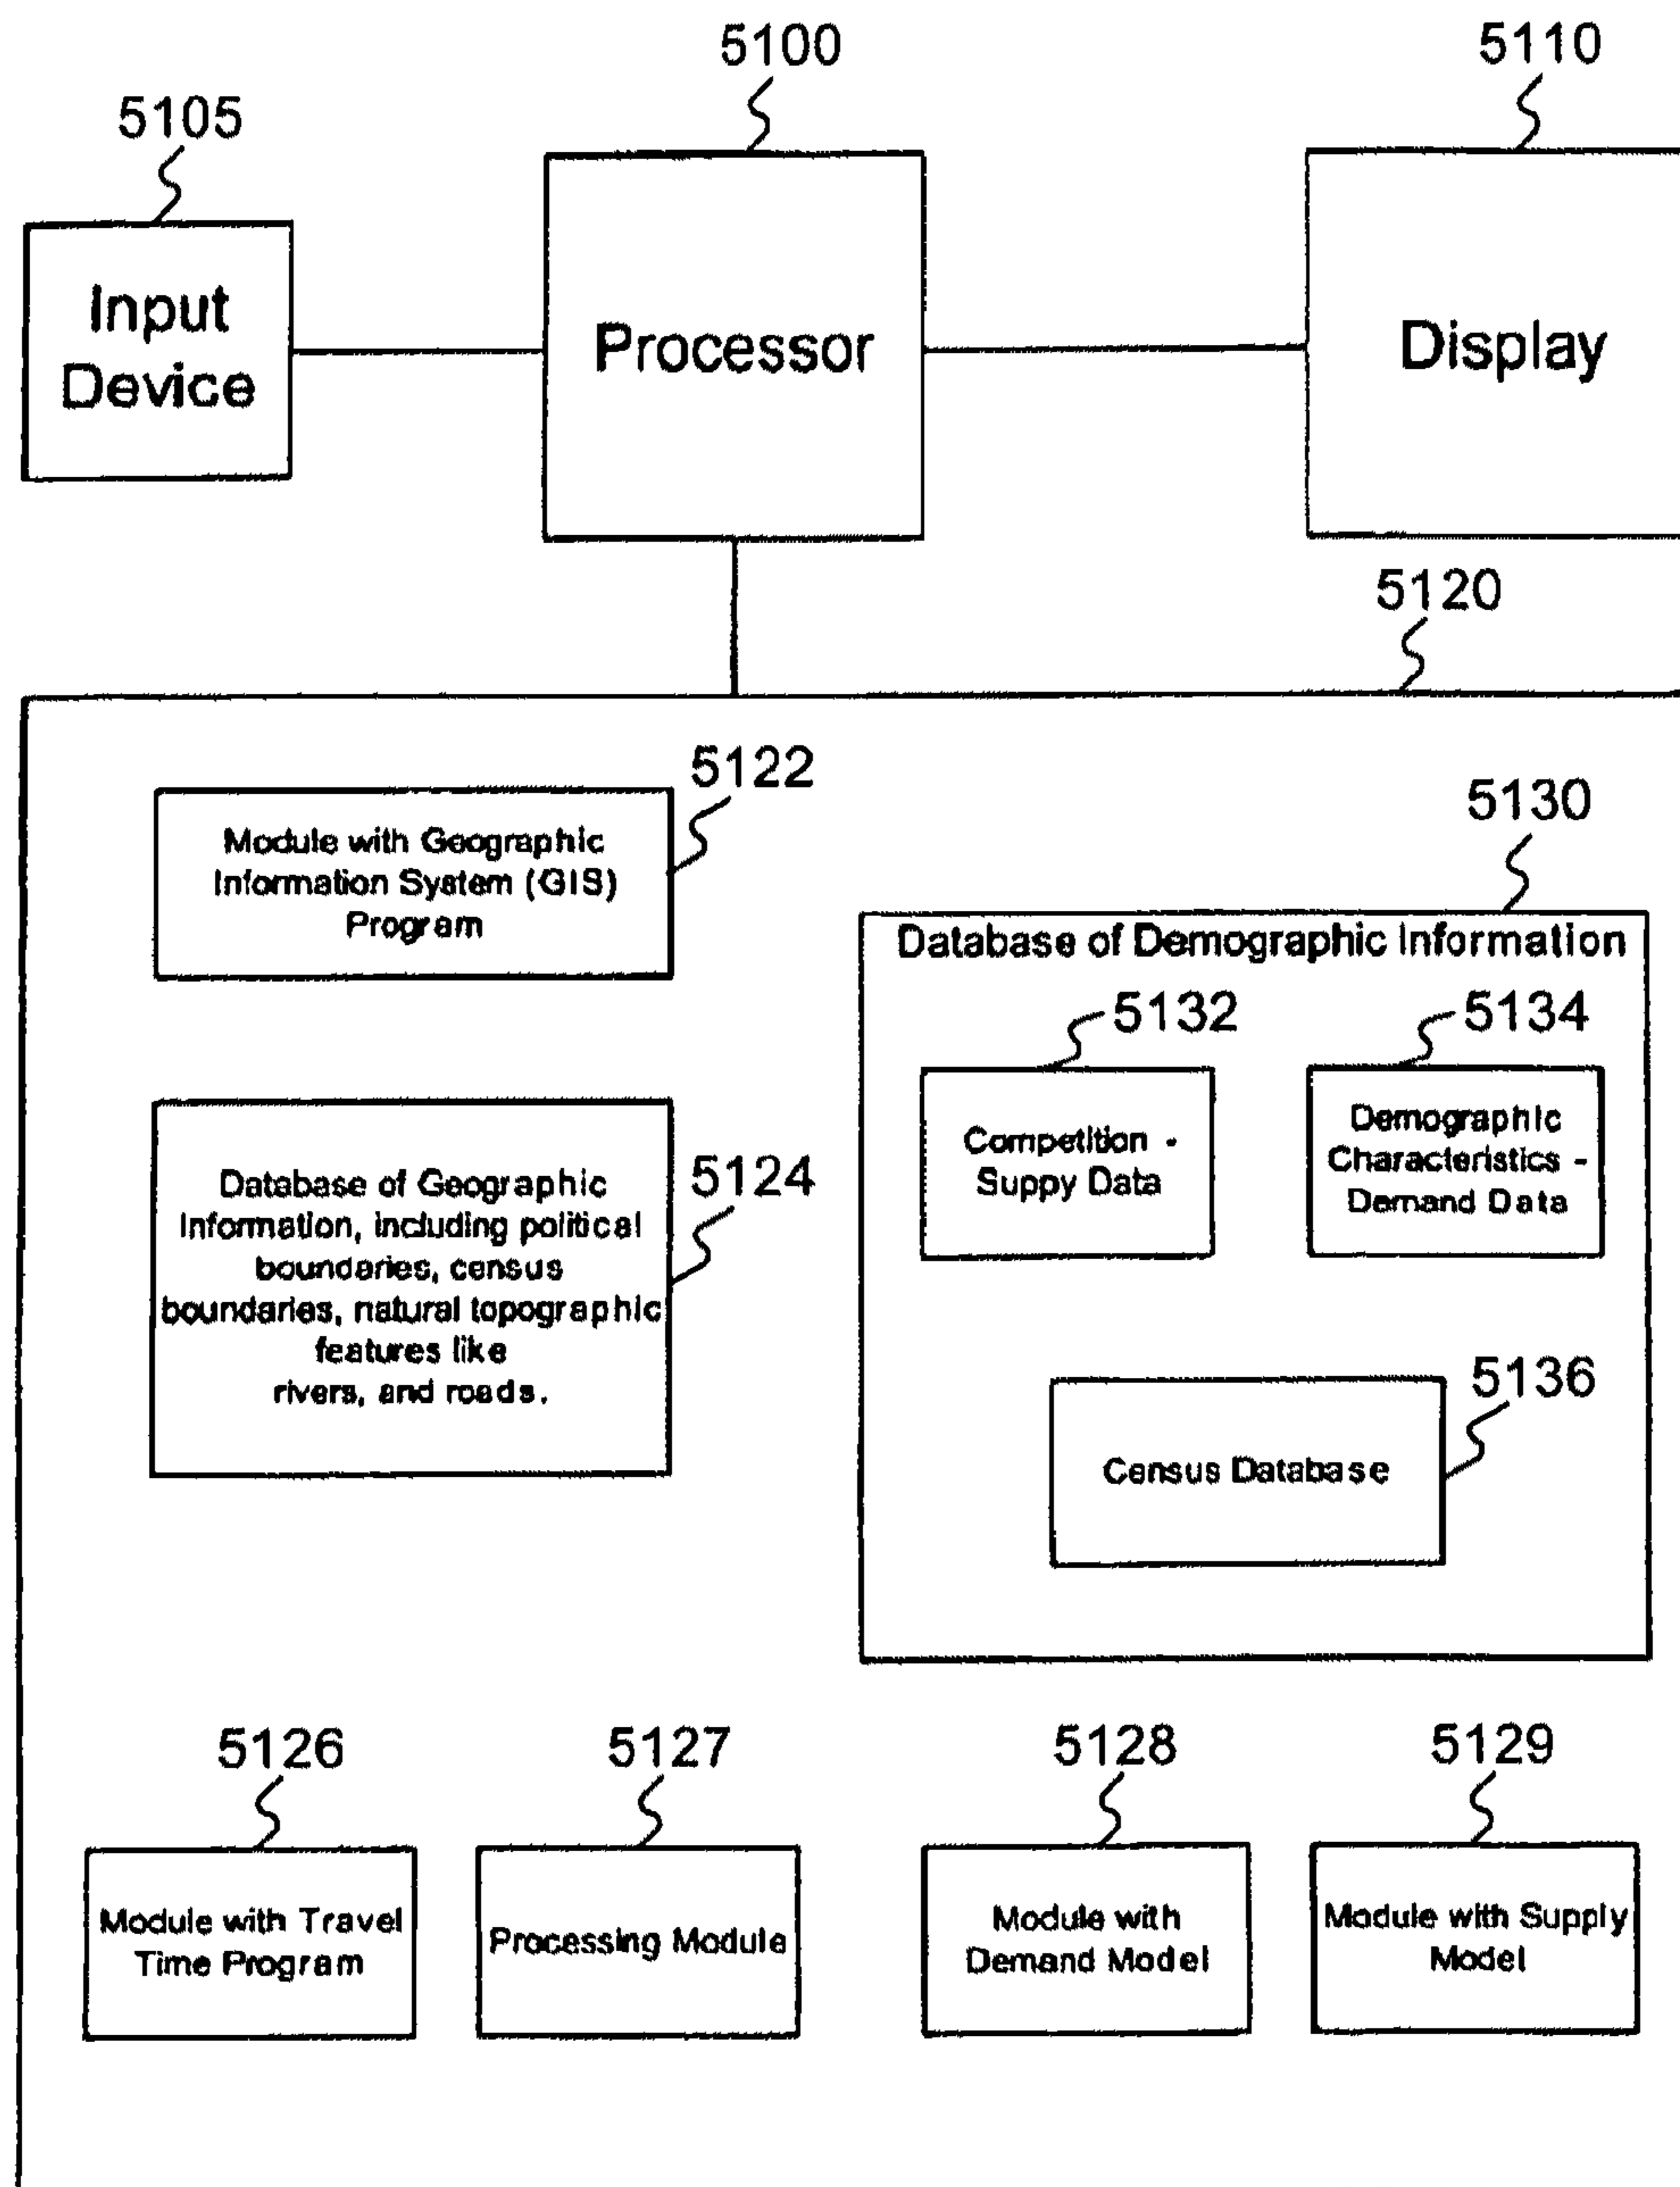 5100
5110
5105
Input
Device
Processor
Display
5120
5122
Module with Geographic
Information System (GIS)
Program
5130
Database of Demographic Information
5132
5134
Competition -
Suppy Data
Demographic
Characteristics -
Demand Data
5124
Database of Geographic
Information, including political
boundaries, census
boundaries, natural topographic
features like
rivers, and roads.
5136
Census Database
5126
5127
5128
5129
Module with Travel
Time Program
Processing Module
Module with
Demand Model
Module with Supply
Model